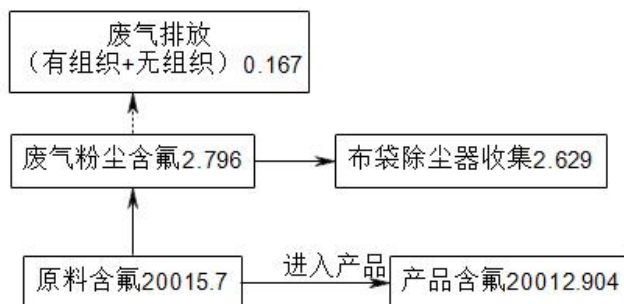 废气排放
（有组织+无组织）0.167
废气粉尘含氟2.796
布袋除尘器收集2.629
原料含氟20015.7
进入产品
产品含氟20012.904